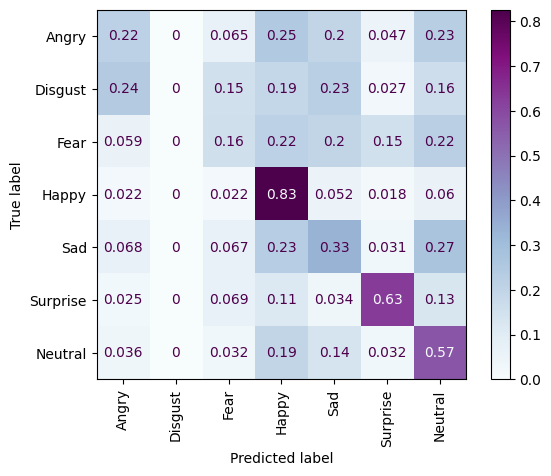 Angry 0.22 0 0.065 0.25 0.2 0.047 0.23
Disgust 0.24 0 0.15 0.19 0.23 0.027 0.16
Fear 0.059 0 0.16 0.22 0.2 0.15 0.22
Happy 0.022 0 0.022 0.83 0.052 0.018 0.06
Sad 0.068 0 0.067 0.23 0.33 0.031 0.27
Surprise 0.025 0 0.069 0.11 0.034 0.63 0.13
Neutral 0.036 0 0.032 0.19 0.14 0.032 0.57
True label
Angry Disgust Fear Happy Sad Surprise Neutral
Predicted label
0.8
0.7
0.6
0.5
0.4
0.3
0.2
0.1
0.0